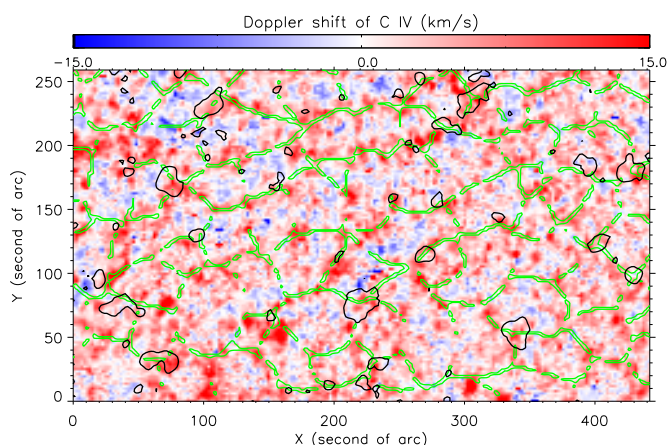 Doppler shift of C IV (km/s)
−15.0 0.0 15.0
250
200
150
100
50
0
Y (second of arc)
0 100 200 300 400
X (second of arc)